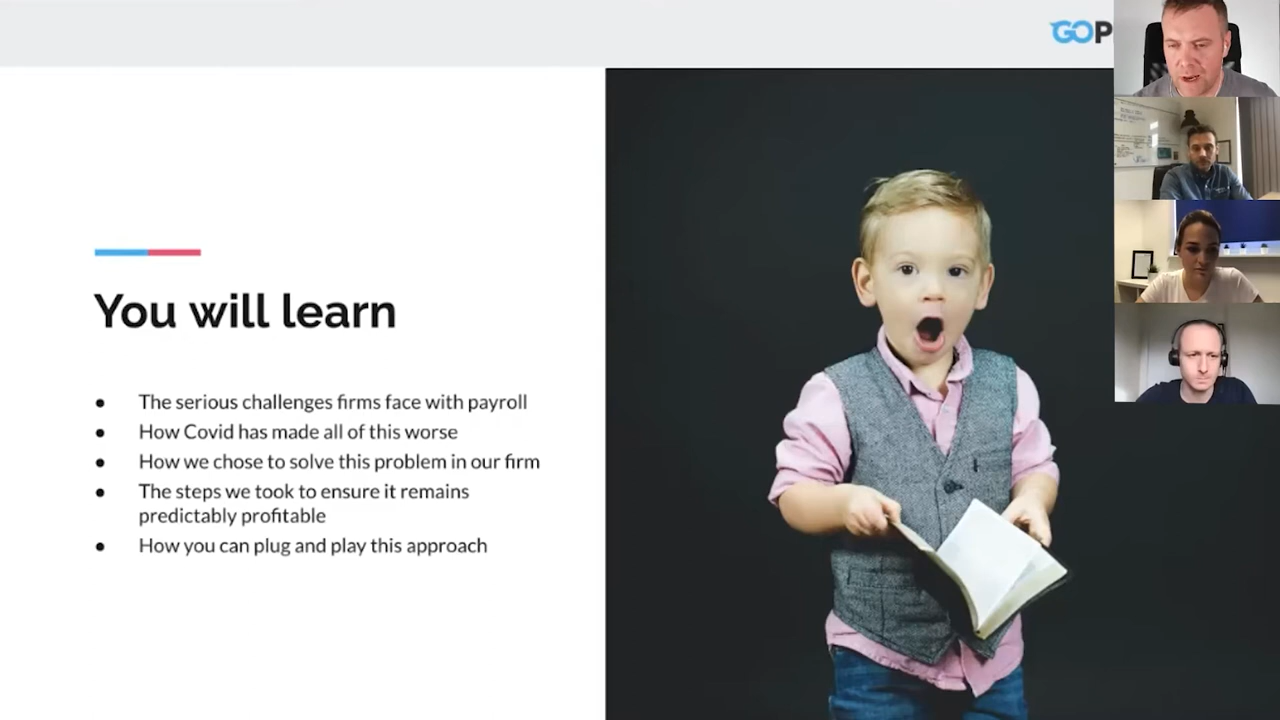 GOP
You will learn
● The serious challenges firms face with payroll
● How Covid has made all of this worse
● How we chose to solve this problem in our firm
● The steps we took to ensure it remains
predictably profitable
● How you can plug and play this approach